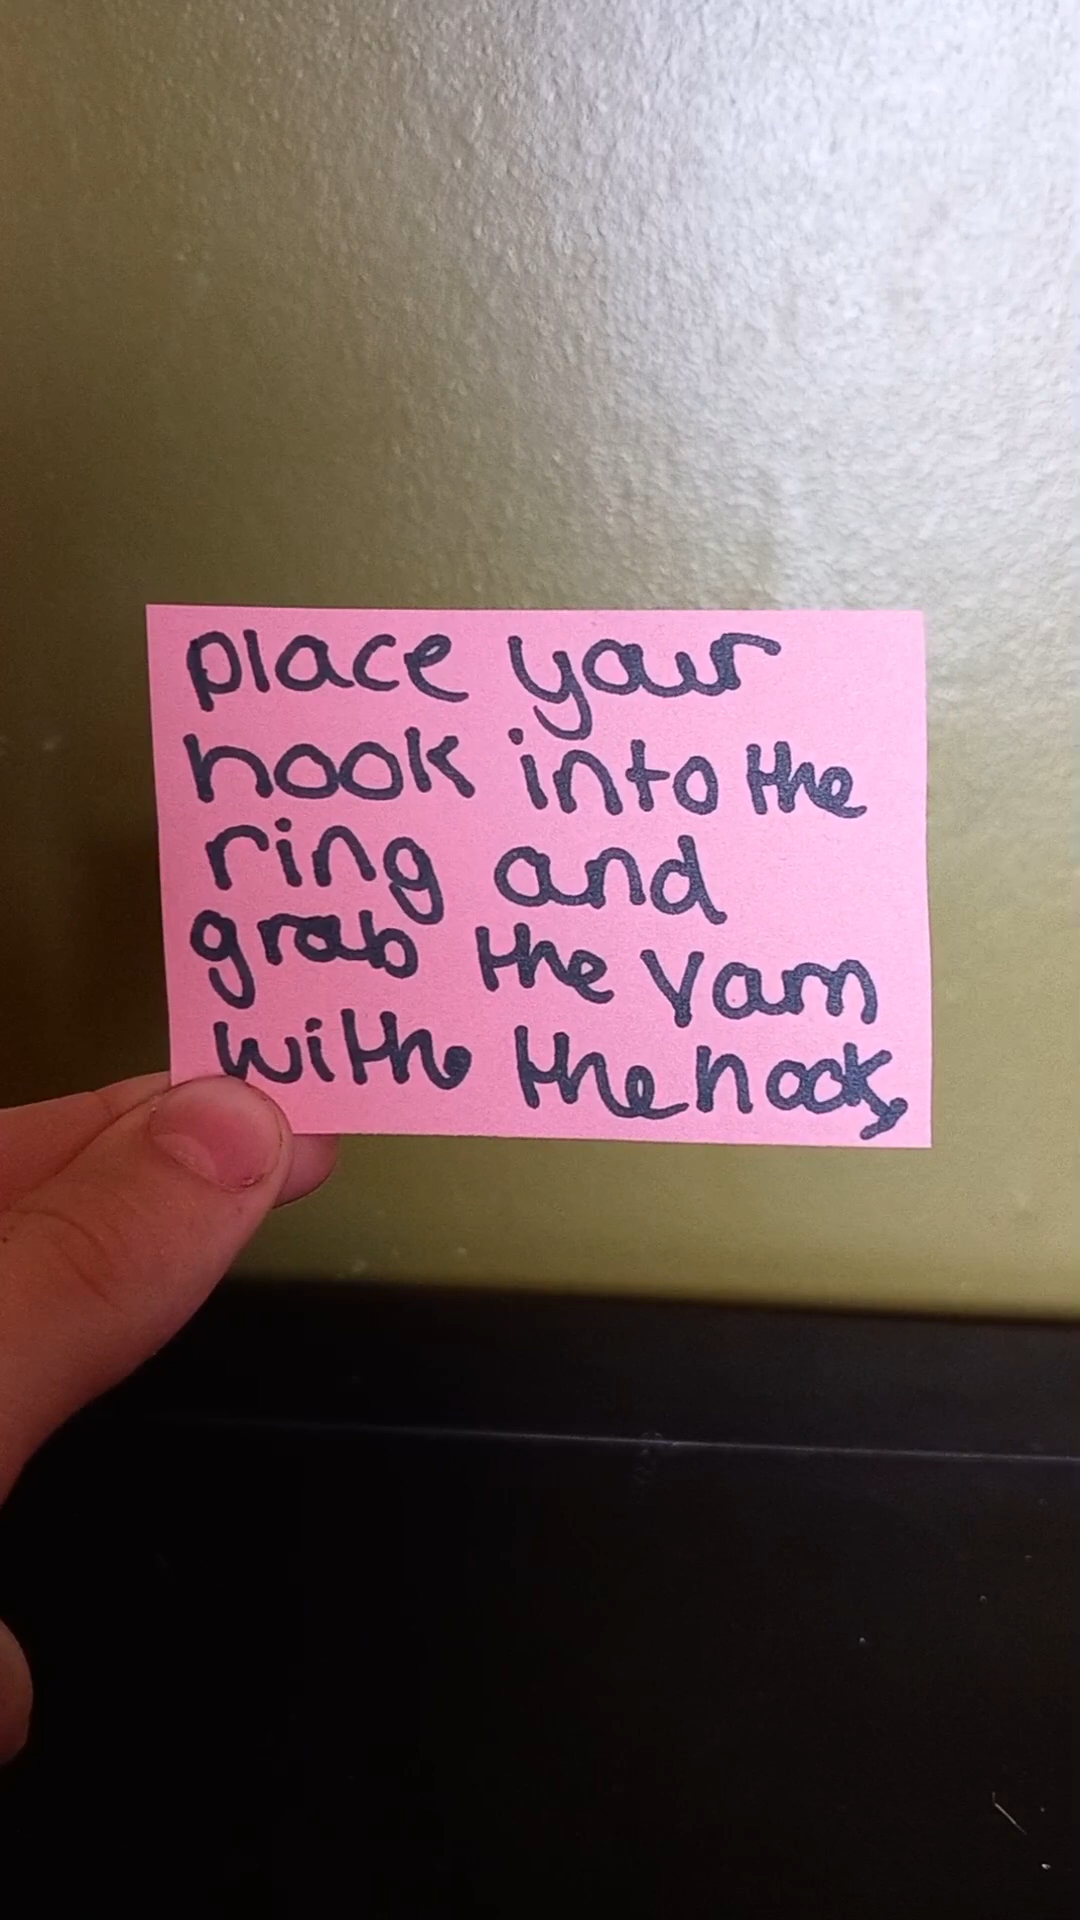 place your
hook into the
ring and
grab the yarn
with the hook,